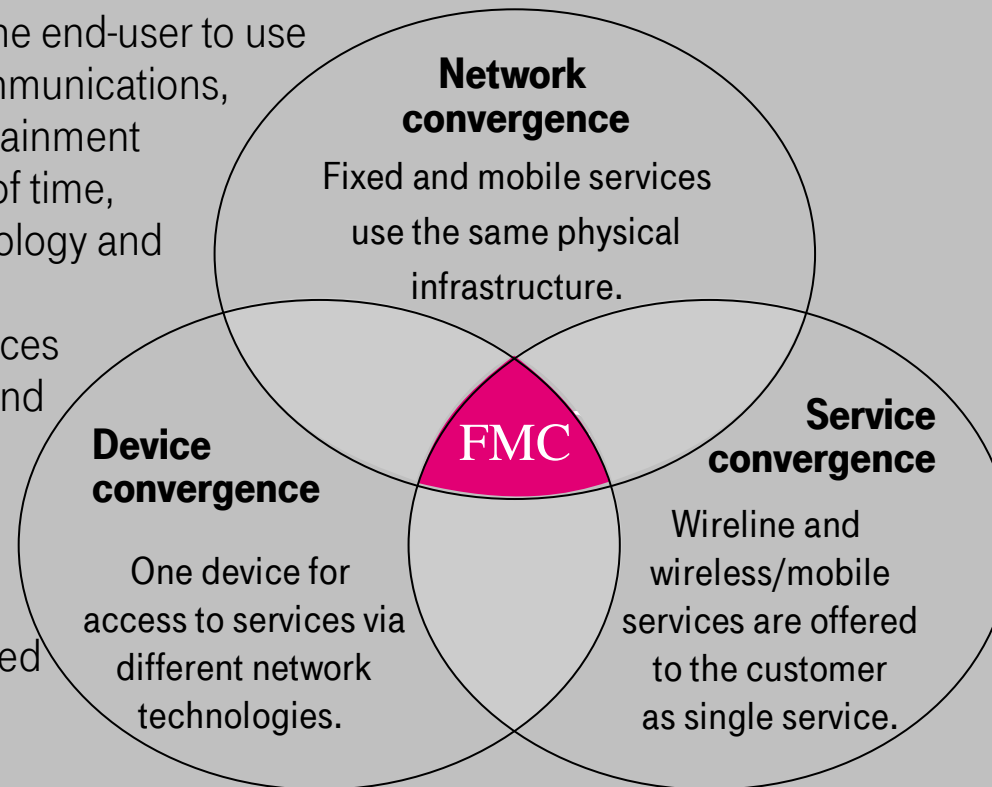 ne end-user to use
mmunications,
ainment
of time,
ology and
ces
nd
ed
Network
convergence
Fixed and mobile services
use the same physical
infrastructure.
FMC
Device
convergence
One device for
access to services via
different network
technologies.
Service
convergence
Wireline and
wireless/mobile
services are offered
to the customer
as single service.